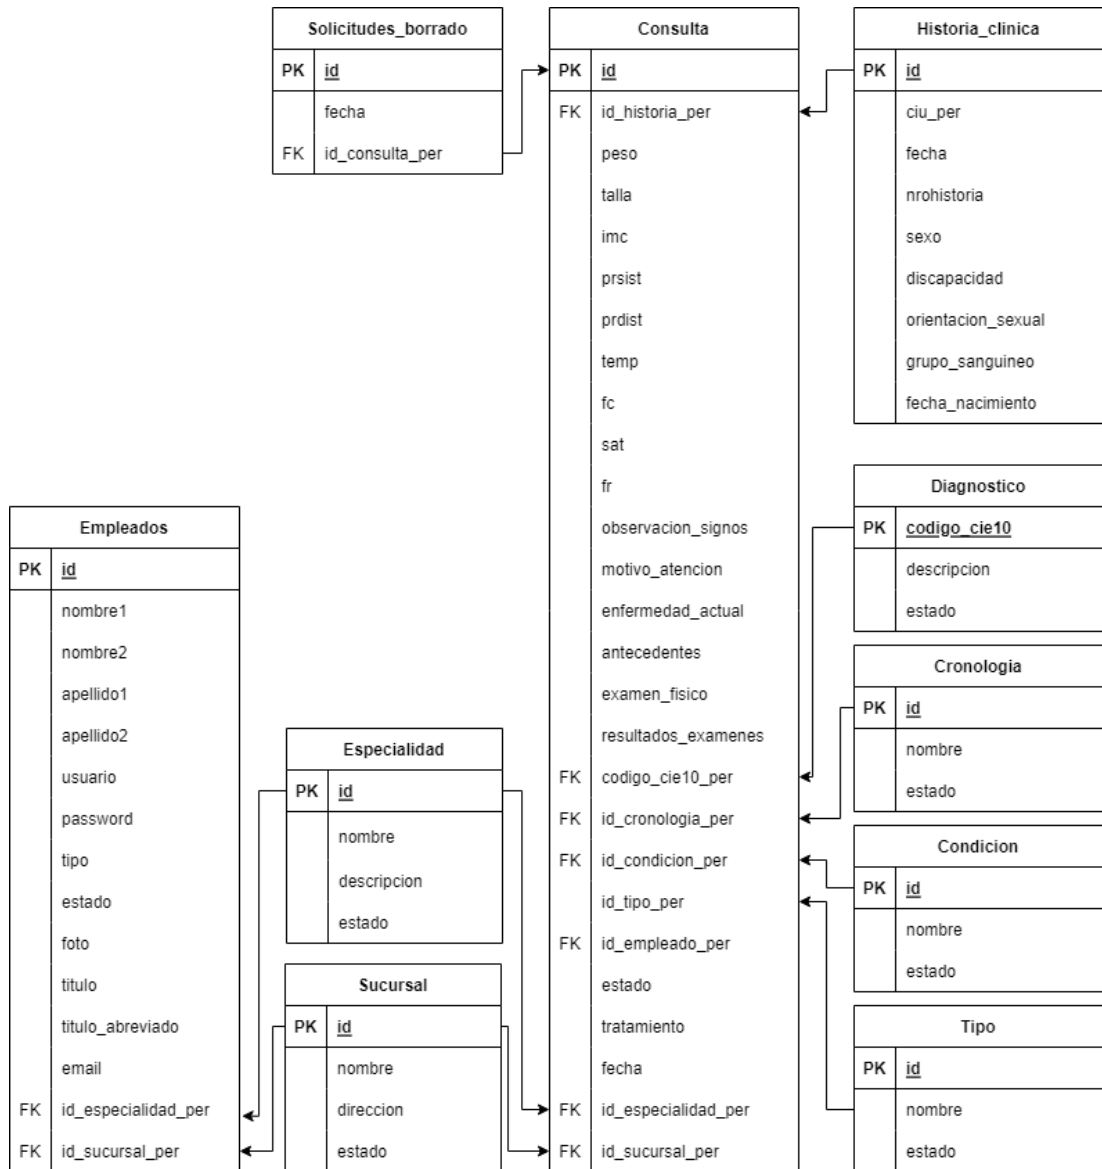 Solicitudes_borrado
PK id
fecha
FK id_consulta_per
Consulta
PK id
FK id_historia_per
peso
talla
imc
prsist
prdist
temp
fc
sat
fr
observacion_signos
motivo_atencion
enfermedad_actual
antecedentes
examen_fisico
resultados_examenes
FK codigo_cie10_per
FK id_cronologia_per
FK id_condicion_per
id_tipo_per
FK id_empleado_per
estado
tratamiento
fecha
FK id_especialidad_per
FK id_sucursal_per
Historia_clinica
PK id
ciu_per
fecha
nrohistoria
sexo
discapacidad
orientacion_sexual
grupo_sanguineo
fecha_nacimiento
Diagnostico
PK codigo_cie10
descripcion
estado
Cronologia
PK id
nombre
estado
Condicion
PK id
nombre
estado
Tipo
PK id
nombre
estado
Empleados
PK id
nombre1
nombre2
apellido1
apellido2
usuario
password
tipo
estado
foto
titulo
titulo_abreviado
email
FK id_especialidad_per
FK id_sucursal_per
Especialidad
PK id
nombre
descripcion
estado
Sucursal
PK id
nombre
direccion
estado